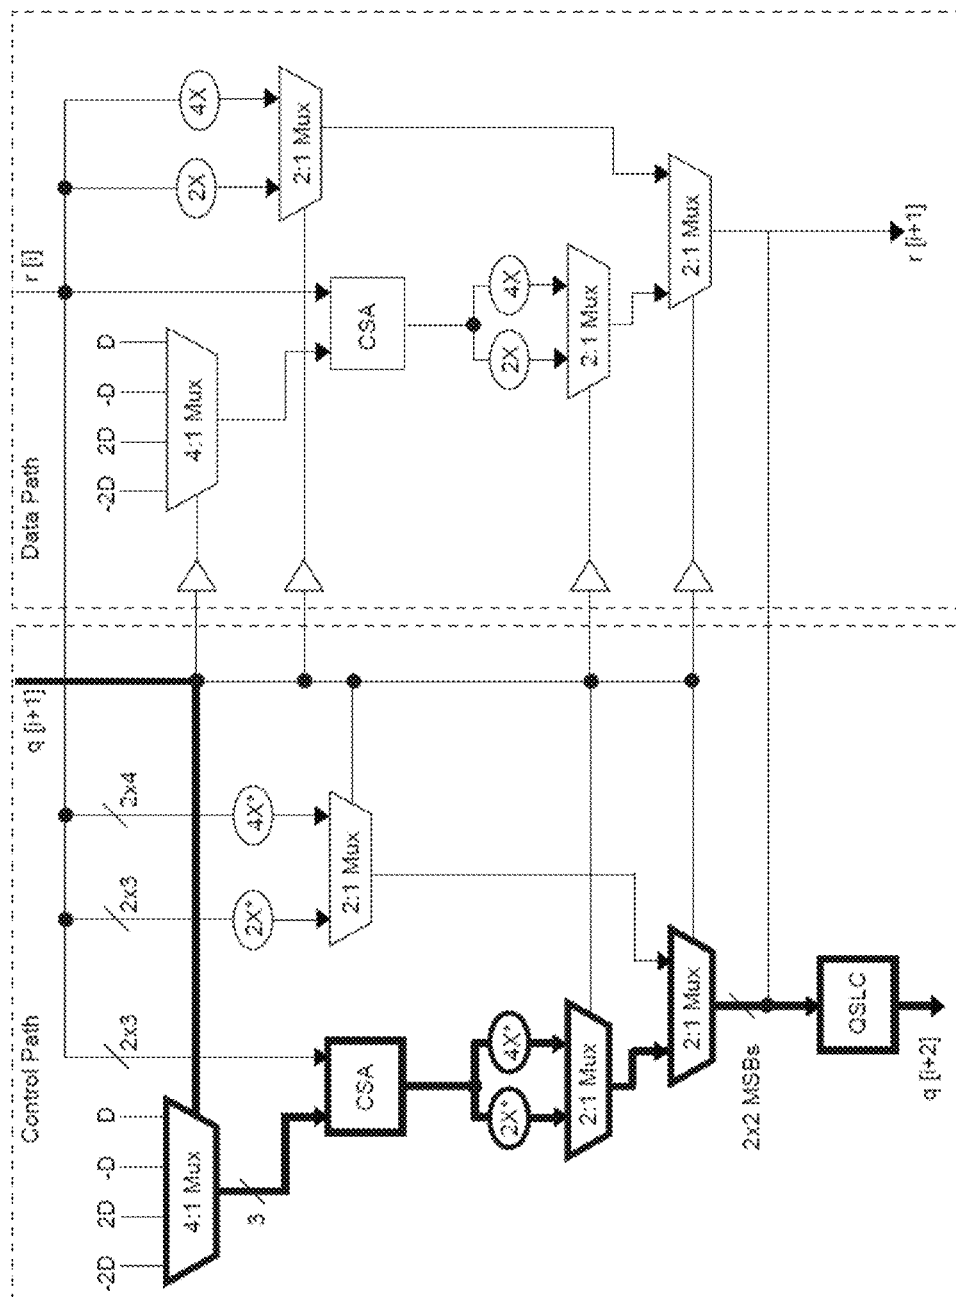 Control Path
q [i+1]
Data Path
r [i]
-2D
2D
-D
D
2x3
2x3
2x4
-2D
2D
-D
D
4:1 Mux
4:1 Mux
2X
4X
3
2X*
4X*
2:1 Mux
CSA
2:1 Mux
CSA
2X*
4X*
2X
4X
2:1 Mux
2:1 Mux
2:1 Mux
2:1 Mux
2x2 MSBs
QSLC
q [i+2]
r [i+1]